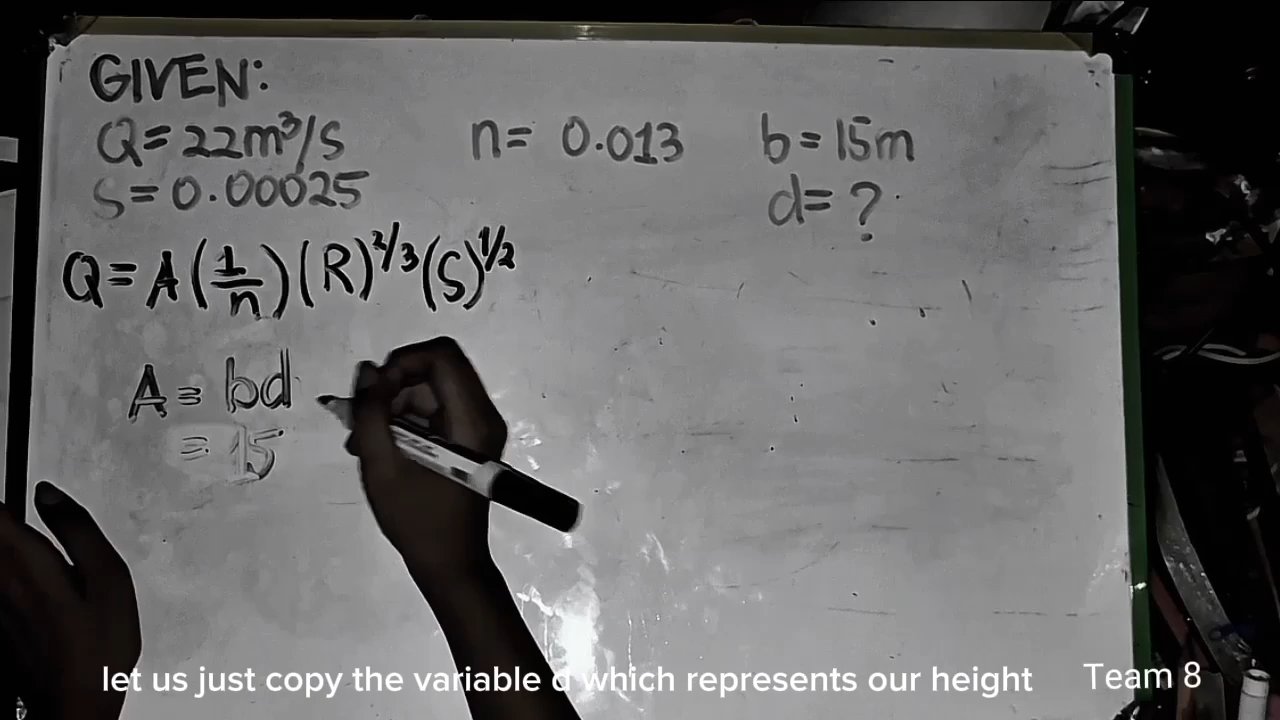 GIVEN:
Q = 22m³/s n = 0.013 b = 15m
S = 0.00025 d = ?
Q = A (1/n) (R)^2/3 (S)^1/2
A = bd
= 15
let us just copy the variable d which represents our height
Team 8